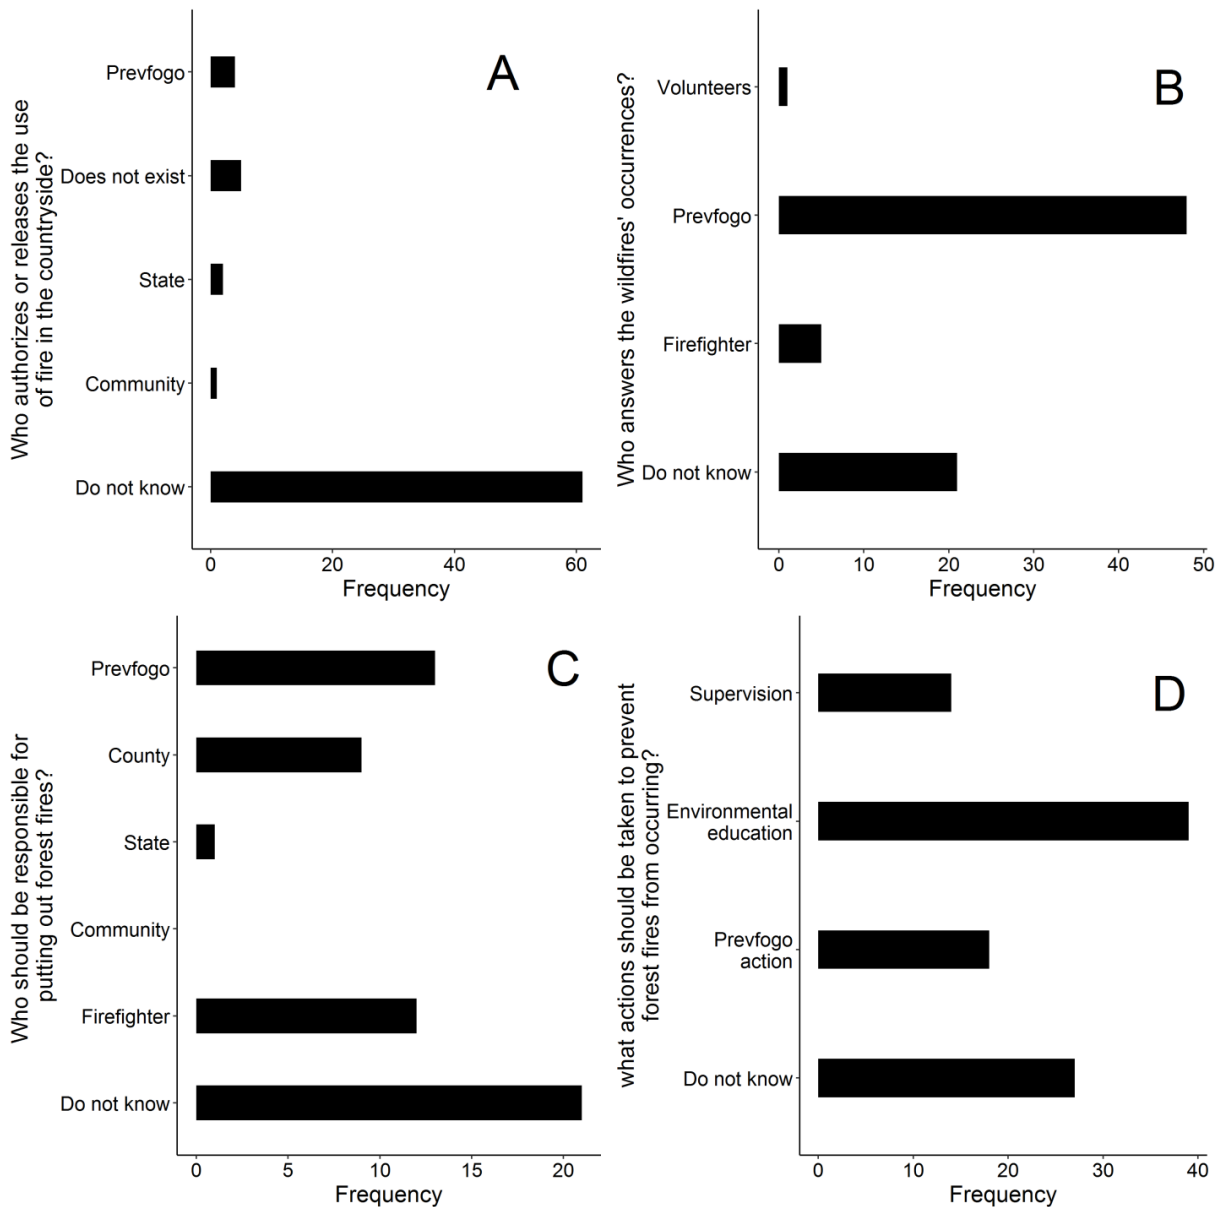 Who authorizes or releases the use
of fire in the countryside?
A
Prevfogo
Does not exist
State
Community
Do not know
0 20 40 60
Frequency
Who answers the wildfires' occurrences?
B
Volunteers
Prevfogo
Firefighter
Do not know
0 10 20 30 40 50
Frequency
Who should be responsible for
putting out forest fires?
C
Prevfogo
County
State
Community
Firefighter
Do not know
0 5 10 15 20
Frequency
what actions should be taken to prevent
forest fires from occurring?
D
Supervision
Environmental
education
Prevfogo
action
Do not know
0 10 20 30 40
Frequency